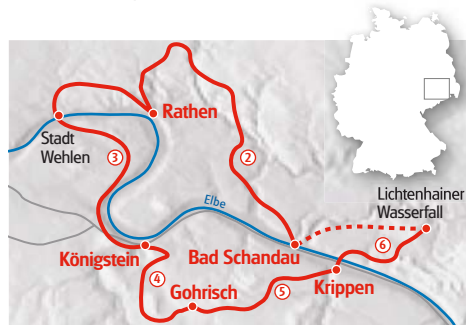 Rathen
Stadt
Wehlen
3
2
Lichtenhainer
Wasserfall
Elbe
6
Königstein
Bad Schandau
4
Gohrisch
5
Krippen